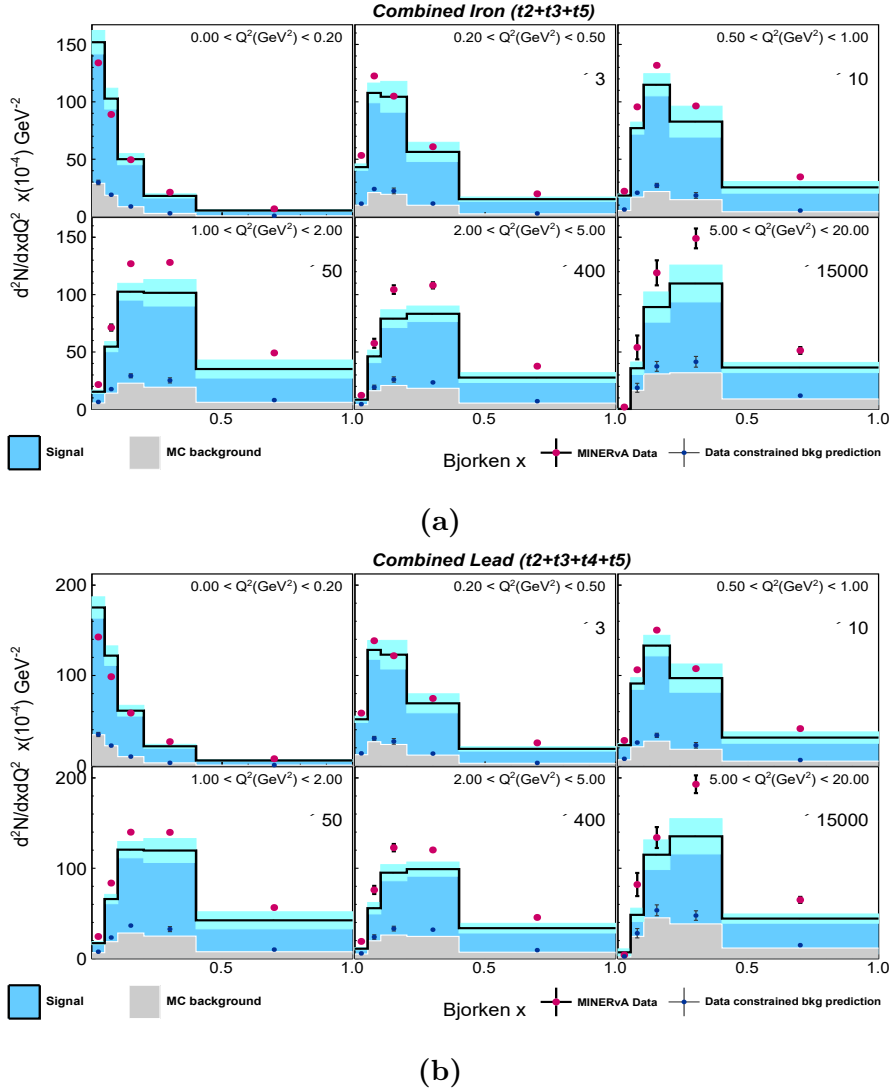 Combined Iron (t2+t3+t5)
0.00 < Q²(GeV²) < 0.20
0.20 < Q²(GeV²) < 0.50
0.50 < Q²(GeV²) < 1.00
´ 3
´ 10
150
100
50
0
1.00 < Q²(GeV²) < 2.00
2.00 < Q²(GeV²) < 5.00
5.00 < Q²(GeV²) < 20.00
´ 50
´ 400
´ 15000
150
100
50
0
d²N/dxdQ² x(10⁻⁴) GeV⁻²
0.5
1.0
0.5
1.0
0.5
1.0
Signal
MC background
Bjorken x
MINERvA Data
Data constrained bkg prediction
(a)
Combined Lead (t2+t3+t4+t5)
0.00 < Q²(GeV²) < 0.20
0.20 < Q²(GeV²) < 0.50
0.50 < Q²(GeV²) < 1.00
´ 3
´ 10
200
100
0
1.00 < Q²(GeV²) < 2.00
2.00 < Q²(GeV²) < 5.00
5.00 < Q²(GeV²) < 20.00
´ 50
´ 400
´ 15000
200
100
0
d²N/dxdQ² x(10⁻⁴) GeV⁻²
0.5
1.0
0.5
1.0
0.5
1.0
Signal
MC background
Bjorken x
MINERvA Data
Data constrained bkg prediction
(b)